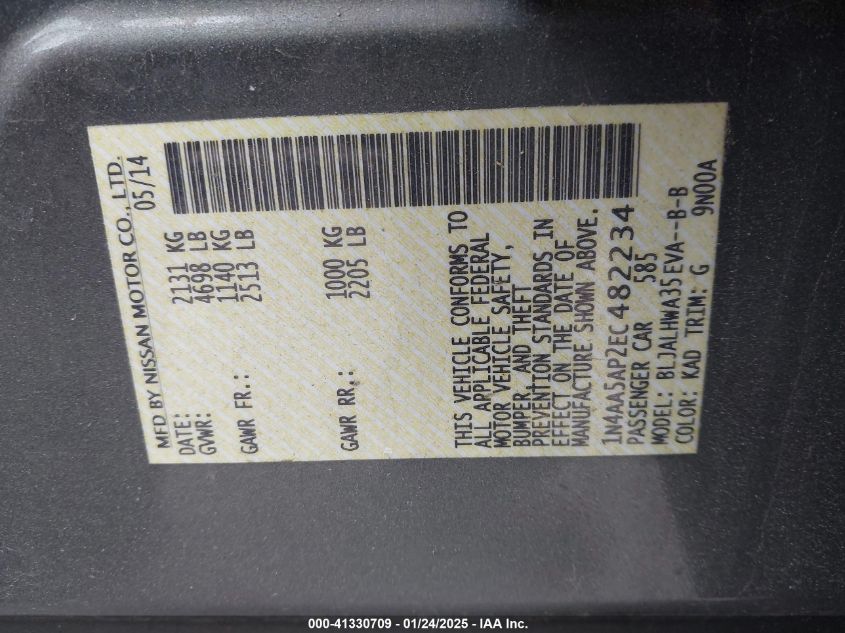 MFD BY NISSAN MOTOR CO., LTD.
DATE: 05/14
GVWR: 2131 KG
4698 LB
GAWR FR.: 1140 KG
2513 LB
GAWR RR.: 1000 KG
2205 LB
THIS VEHICLE CONFORMS TO
ALL APPLICABLE FEDERAL
MOTOR VEHICLE SAFETY,
BUMPER, AND THEFT
PREVENTION STANDARDS IN
EFFECT ON THE DATE OF
MANUFACTURE SHOWN ABOVE.
1N4AA5AP2EC482234
PASSENGER CAR 585
MODEL: BLJALHWA35EVA--B-B
COLOR: KAD TRIM: G 9N00A
000-41330709 - 01/24/2025 - IAA Inc.